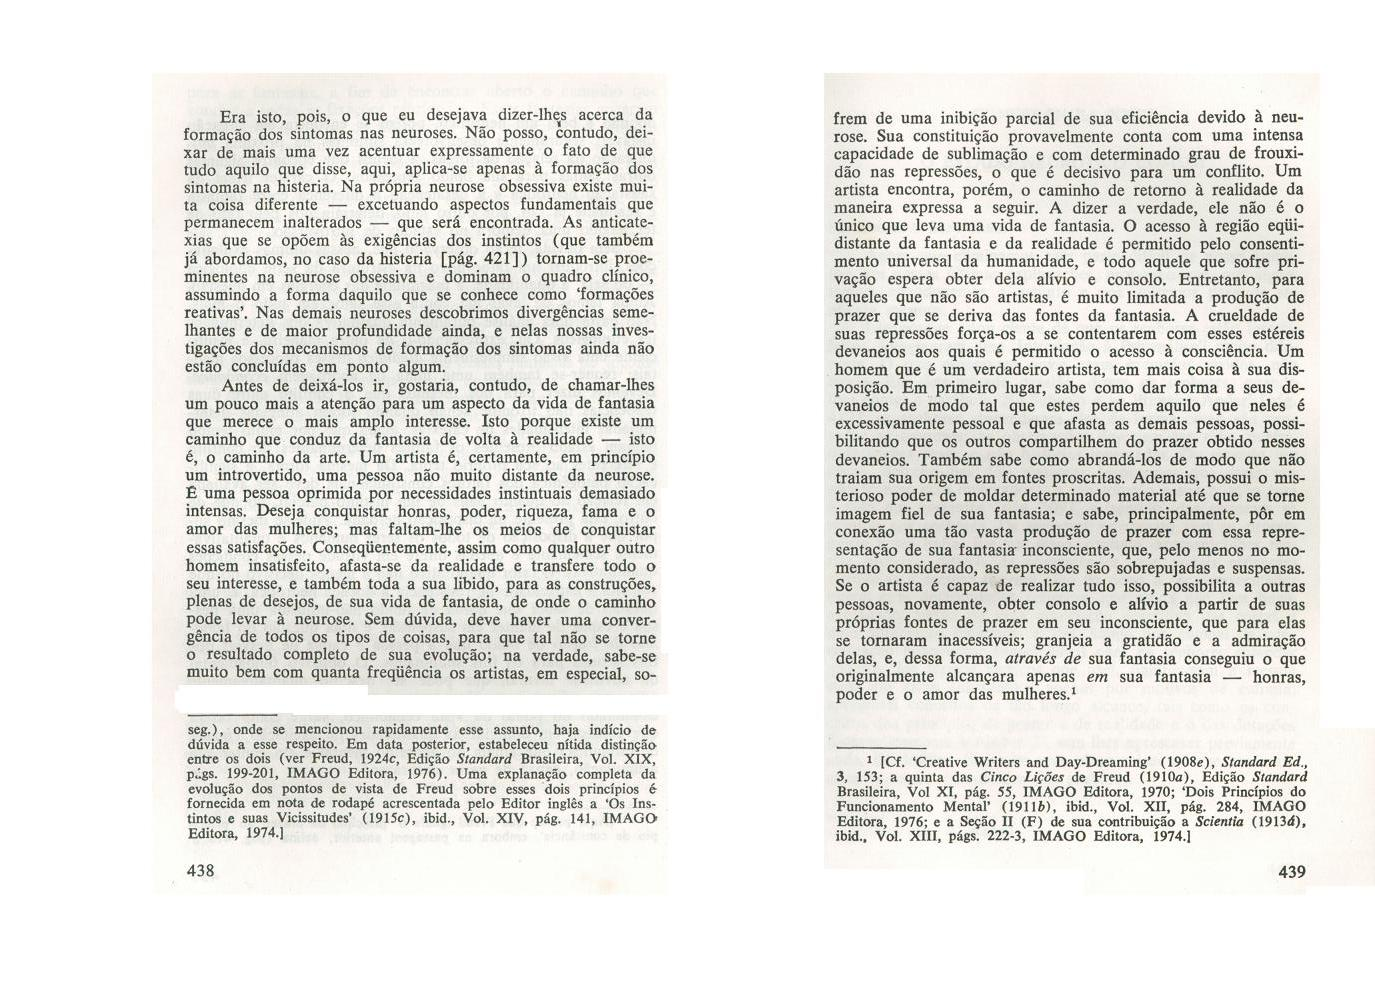 Era isto, pois, o que eu desejava dizer-lhes acerca da
formação dos sintomas nas neuroses. Não posso, contudo, dei-
xar de mais uma vez acentuar expressamente o fato de que
tudo aquilo que disse, aqui, aplica-se apenas à formação dos
sintomas na histeria. Na própria neurose obsessiva existe mui-
ta coisa diferente — excetuando aspectos fundamentais que
permanecem inalterados — que será encontrada. As anticate-
xias que se opõem às exigências dos instintos (que também
já abordamos, no caso da histeria [pág. 421]) tornam-se proe-
minentes na neurose obsessiva e dominam o quadro clínico,
assumindo a forma daquilo que se conhece como ‘formações
reativas’. Nas demais neuroses descobrimos divergências seme-
lhantes e de maior profundidade ainda, e nelas nossas inves-
tigações dos mecanismos de formação dos sintomas ainda não
estão concluídas em ponto algum.
Antes de deixá-los ir, gostaria, contudo, de chamar-lhes
um pouco mais a atenção para um aspecto da vida de fantasia
que merece o mais amplo interesse. Isto porque existe um
caminho que conduz da fantasia de volta à realidade — isto
é, o caminho da arte. Um artista é, certamente, em princípio
um introvertido, uma pessoa não muito distante da neurose.
É uma pessoa oprimida por necessidades instintuais demasiado
intensas. Deseja conquistar honras, poder, riqueza, fama e o
amor das mulheres; mas faltam-lhe os meios de conquistar
essas satisfações. Conseqüentemente, assim como qualquer outro
homem insatisfeito, afasta-se da realidade e transfere todo o
seu interesse, e também toda a sua libido, para as construções,
plenas de desejos, de sua vida de fantasia, de onde o caminho
pode levar à neurose. Sem dúvida, deve haver uma conver-
gência de todos os tipos de coisas, para que tal não se torne
o resultado completo de sua evolução; na verdade, sabe-se
muito bem com quanta freqüência os artistas, em especial, so-
seg.), onde se mencionou rapidamente esse assunto, haja indício de
dúvida a esse respeito. Em data posterior, estabeleceu nítida distinção
entre os dois (ver Freud, 1924c, Edição Standard Brasileira, Vol. XIX,
págs. 199-201, IMAGO Editora, 1976). Uma explanação completa da
evolução dos pontos de vista de Freud sobre esses dois princípios é
fornecida em nota de rodapé acrescentada pelo Editor inglês a ‘Os Ins-
tintos e suas Vicissitudes’ (1915c), ibid., Vol. XIV, pág. 141, IMAGO
Editora, 1974.]
438
frem de uma inibição parcial de sua eficiência devido à neu-
rose. Sua constituição provavelmente conta com uma intensa
capacidade de sublimação e com determinado grau de frouxi-
dão nas repressões, o que é decisivo para um conflito. Um
artista encontra, porém, o caminho de retorno à realidade da
maneira expressa a seguir. A dizer a verdade, ele não é o
único que leva uma vida de fantasia. O acesso à região eqüi-
distante da fantasia e da realidade é permitido pelo consenti-
mento universal da humanidade, e todo aquele que sofre pri-
vação espera obter dela alívio e consolo. Entretanto, para
aqueles que não são artistas, é muito limitada a produção de
prazer que se deriva das fontes da fantasia. A crueldade de
suas repressões força-os a se contentarem com esses estéreis
devaneios aos quais é permitido o acesso à consciência. Um
homem que é um verdadeiro artista, tem mais coisa à sua dis-
posição. Em primeiro lugar, sabe como dar forma a seus de-
vaneios de modo tal que estes perdem aquilo que neles é
excessivamente pessoal e que afasta as demais pessoas, possi-
bilitando que os outros compartilhem do prazer obtido nesses
devaneios. Também sabe como abrandá-los de modo que não
traiam sua origem em fontes proscritas. Ademais, possui o mis-
terioso poder de moldar determinado material até que se torne
imagem fiel de sua fantasia; e sabe, principalmente, pôr em
conexão uma tão vasta produção de prazer com essa repre-
sentação de sua fantasia inconsciente, que, pelo menos no mo-
mento considerado, as repressões são sobrepujadas e suspensas.
Se o artista é capaz de realizar tudo isso, possibilita a outras
pessoas, novamente, obter consolo e alívio a partir de suas
próprias fontes de prazer em seu inconsciente, que para elas
se tornaram inacessíveis; granjeia a gratidão e a admiração
delas, e, dessa forma, através de sua fantasia conseguiu o que
originalmente alcançara apenas em sua fantasia — honras,
poder e o amor das mulheres.¹
¹ [Cf. ‘Creative Writers and Day-Dreaming’ (1908e), Standard Ed.,
3, 153; a quinta das Cinco Lições de Freud (1910a), Edição Standard
Brasileira, Vol XI, pág. 55, IMAGO Editora, 1970; ‘Dois Princípios do
Funcionamento Mental’ (1911b), ibid., Vol. XII, pág. 284, IMAGO
Editora, 1976; e a Seção II (F) de sua contribuição a Scientia (1913d),
ibid., Vol. XIII, págs. 222-3, IMAGO Editora, 1974.]
439